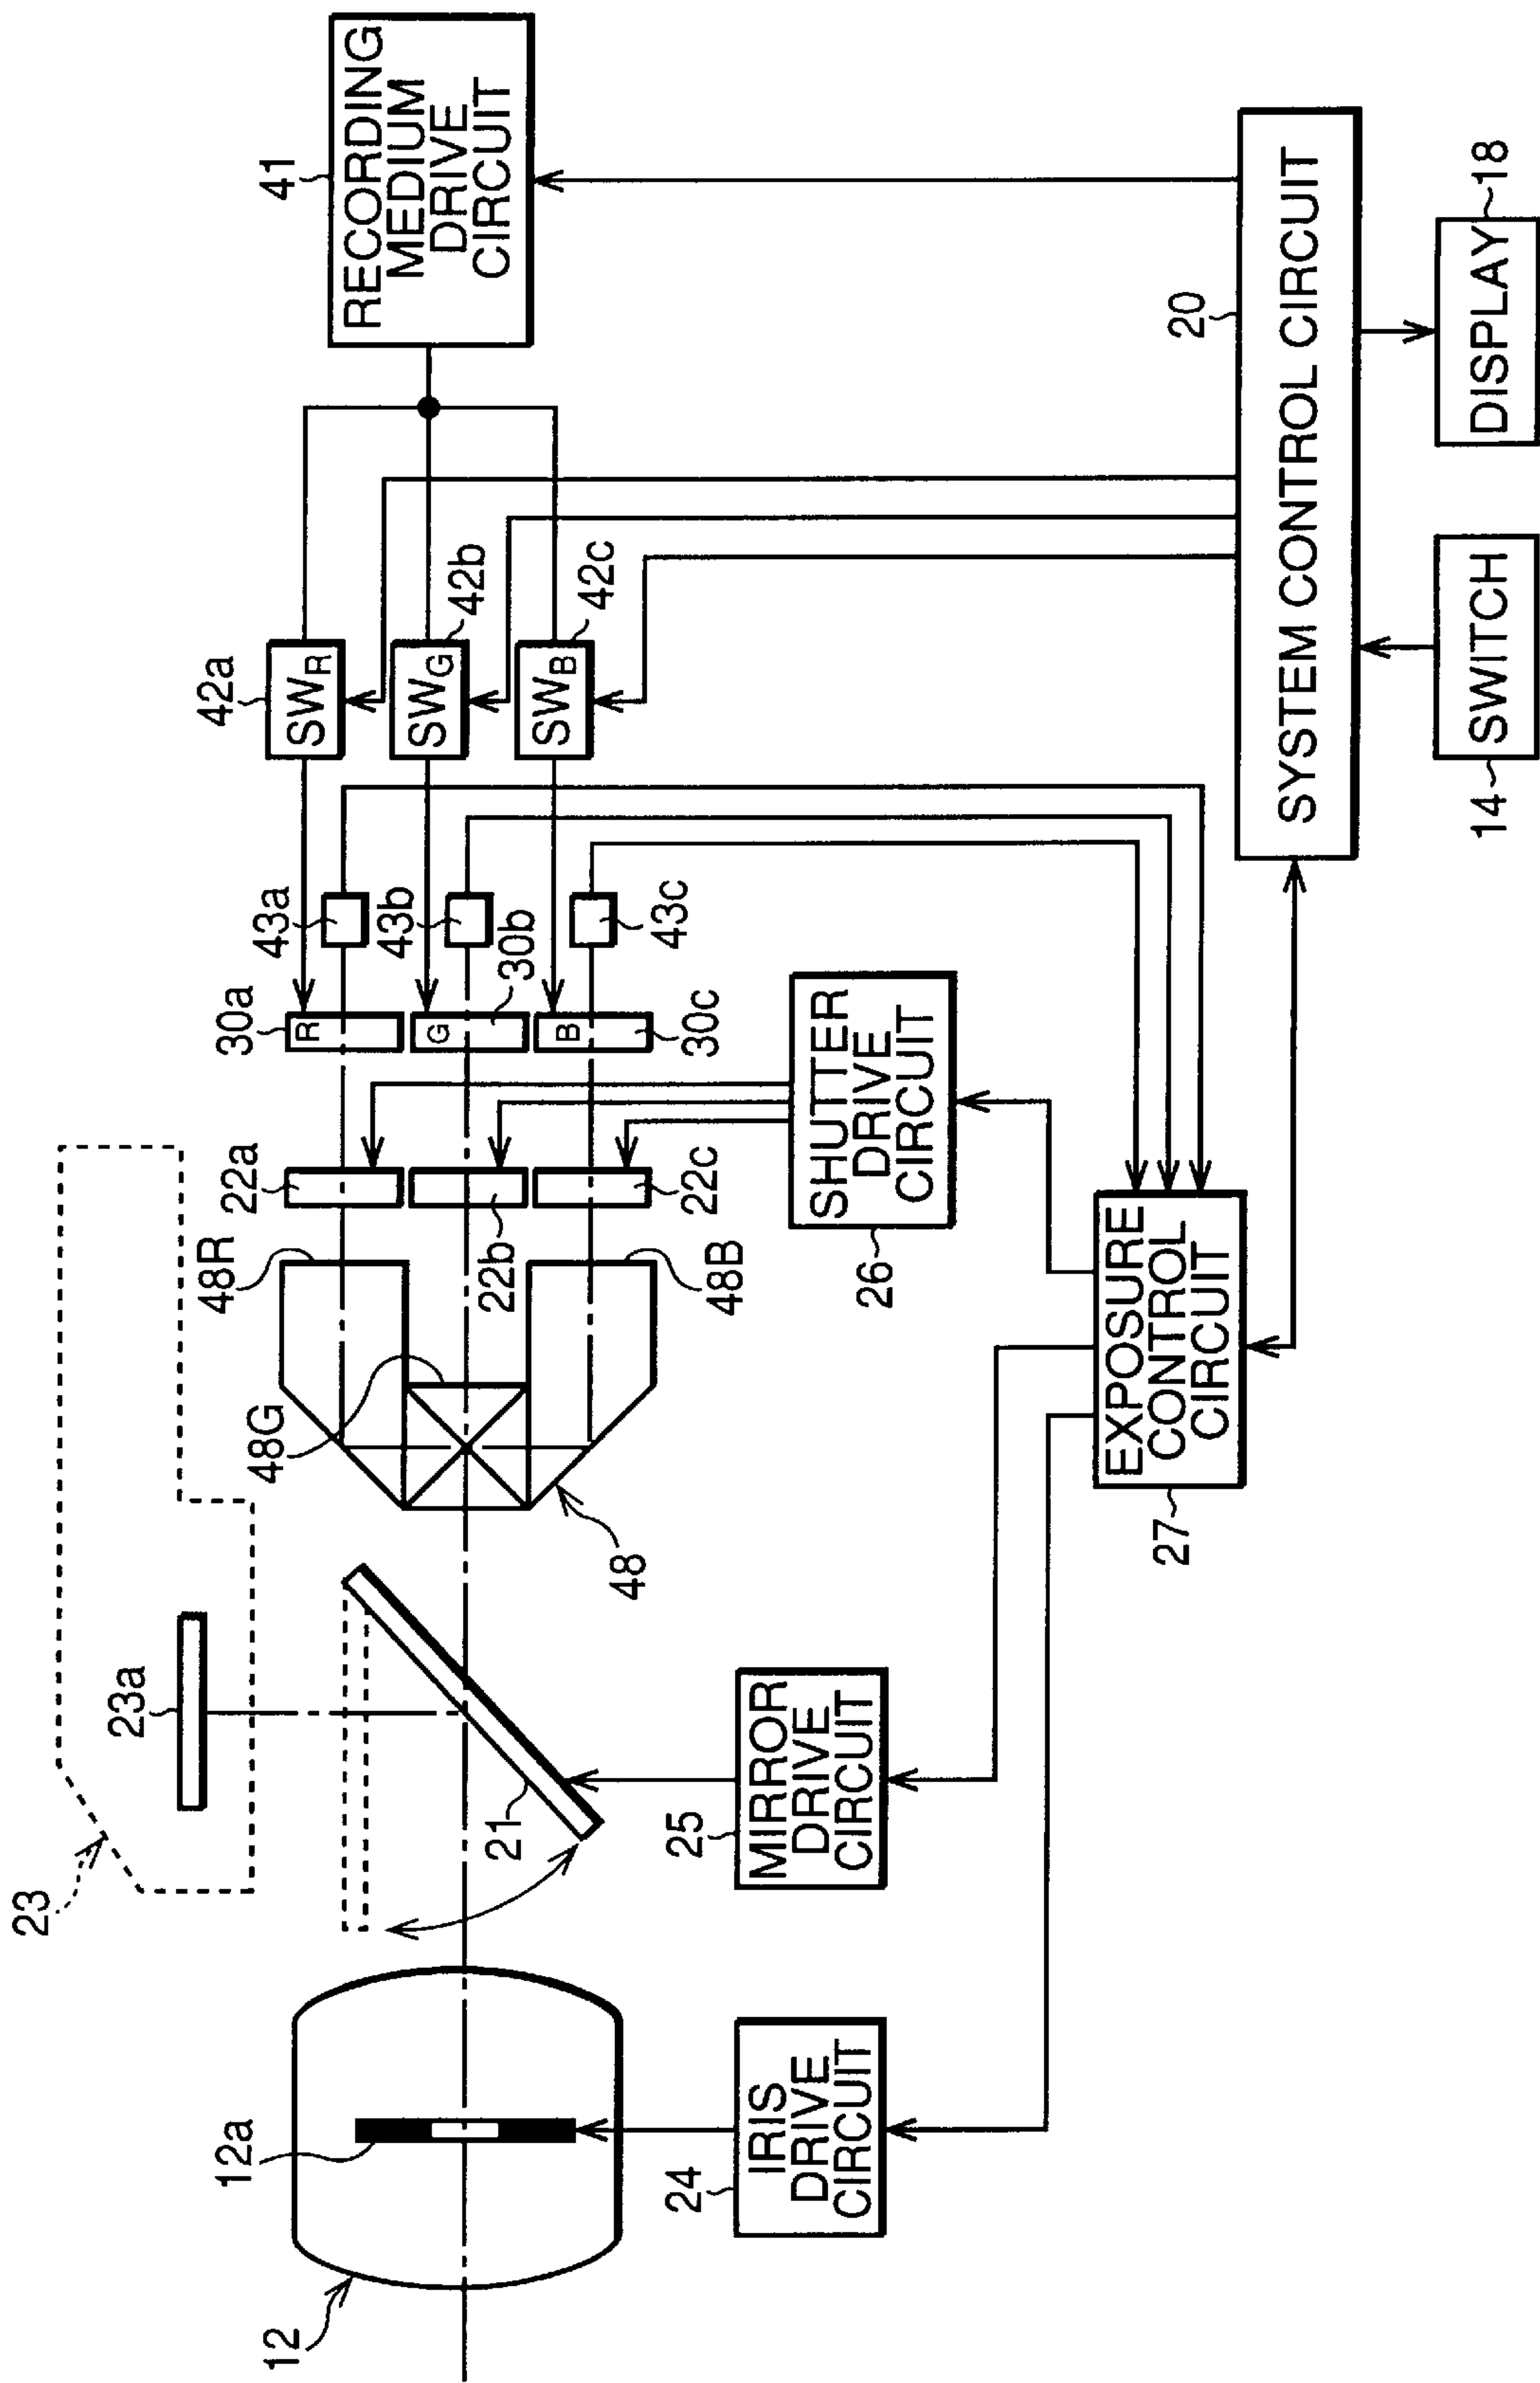 23
23a
48R
22a
30a
43a
42a
41
RECORDING
MEDIUM
DRIVE
CIRCUIT
12a
48G
R
SWR
43b
42b
G
SWG
12
21
22b
30b
B
SWB
42c
48
48B
22c
30c
43c
24
IRIS
DRIVE
CIRCUIT
25
MIRROR
DRIVE
CIRCUIT
26
SHUTTER
DRIVE
CIRCUIT
27
EXPOSURE
CONTROL
CIRCUIT
20
SYSTEM CONTROL CIRCUIT
14
SWITCH
DISPLAY
18